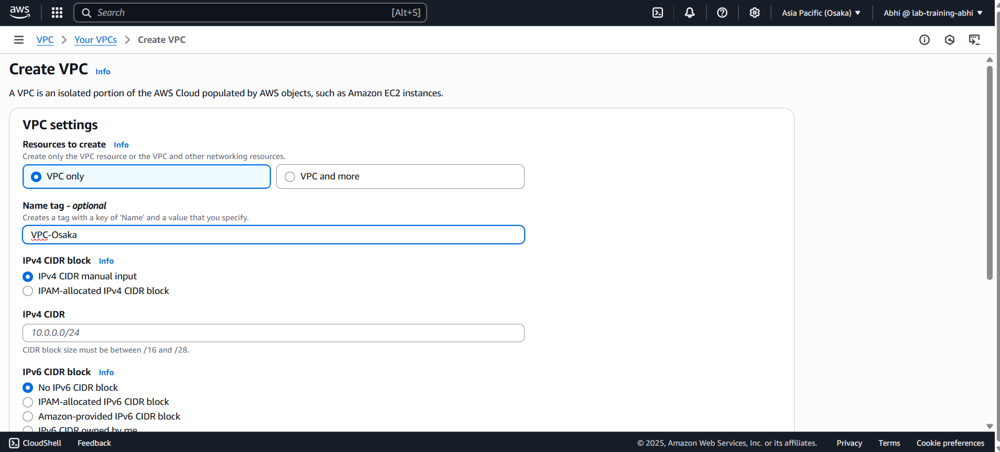 aws Search [Alt+S] Asia Pacific (Osaka) Abhi @ lab-training-abhi
VPC Your VPCs Create VPC
Create VPC Info
A VPC is an isolated portion of the AWS Cloud populated by AWS objects, such as Amazon EC2 instances.
VPC settings
Resources to create Info
Create only the VPC resource or the VPC and other networking resources.
VPC only VPC and more
Name tag - optional
Creates a tag with a key of 'Name' and a value that you specify.
VPC-Osaka
IPv4 CIDR block Info
IPv4 CIDR manual input
IPAM-allocated IPv4 CIDR block
IPv4 CIDR
10.0.0.0/24
CIDR block size must be between /16 and /28.
IPv6 CIDR block Info
No IPv6 CIDR block
IPAM-allocated IPv6 CIDR block
Amazon-provided IPv6 CIDR block
IPv6 CIDR owned by me
CloudShell Feedback © 2025, Amazon Web Services, Inc. or its affiliates. Privacy Terms Cookie preferences